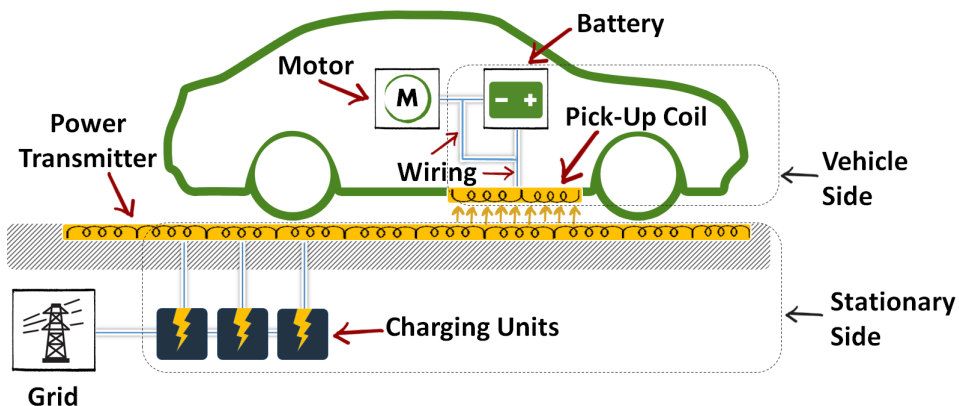 Battery
Motor
M
- +
Power
Transmitter
Pick-Up Coil
Wiring
Vehicle
Side
Stationary
Side
Charging Units
Grid